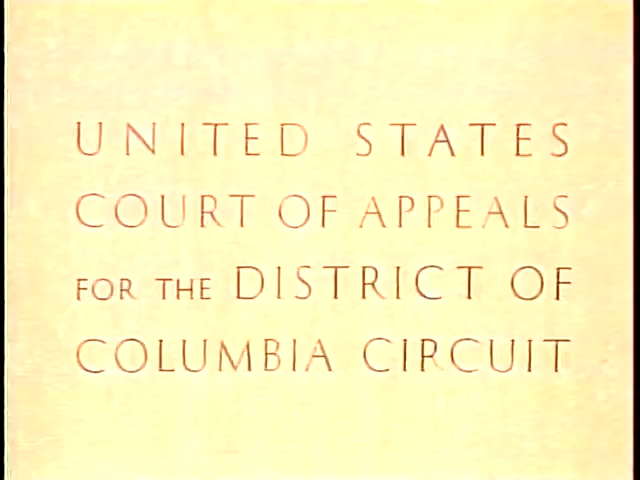 UNITED STATES
COURT OF APPEALS
FOR THE DISTRICT OF
COLUMBIA CIRCUIT